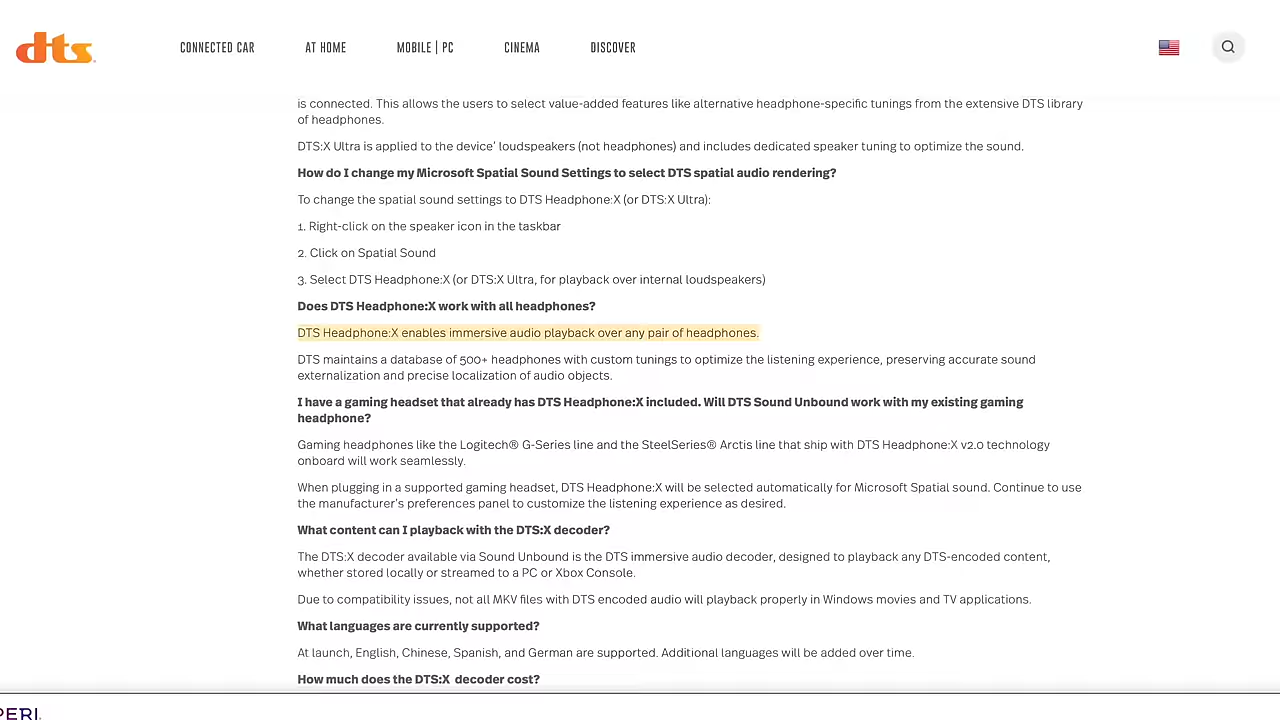 dts
CONNECTED CAR
AT HOME
MOBILE | PC
CINEMA
DISCOVER
is connected. This allows the users to select value-added features like alternative headphone-specific tunings from the extensive DTS library
of headphones.
DTS:X Ultra is applied to the device' loudspeakers (not headphones) and includes dedicated speaker tuning to optimize the sound.
How do I change my Microsoft Spatial Sound Settings to select DTS spatial audio rendering?
To change the spatial sound settings to DTS Headphone:X (or DTS:X Ultra):
1. Right-click on the speaker icon in the taskbar
2. Click on Spatial Sound
3. Select DTS Headphone:X (or DTS:X Ultra, for playback over internal loudspeakers)
Does DTS Headphone:X work with all headphones?
DTS Headphone:X enables immersive audio playback over any pair of headphones.
DTS maintains a database of 500+ headphones with custom tunings to optimize the listening experience, preserving accurate sound
externalization and precise localization of audio objects.
I have a gaming headset that already has DTS Headphone:X included. Will DTS Sound Unbound work with my existing gaming
headphone?
Gaming headphones like the Logitech® G-Series line and the SteelSeries® Arctis line that ship with DTS Headphone:X v2.0 technology
onboard will work seamlessly.
When plugging in a supported gaming headset, DTS Headphone:X will be selected automatically for Microsoft Spatial sound. Continue to use
the manufacturer's preferences panel to customize the listening experience as desired.
What content can I playback with the DTS:X decoder?
The DTS:X decoder available via Sound Unbound is the DTS immersive audio decoder, designed to playback any DTS-encoded content,
whether stored locally or streamed to a PC or Xbox Console.
Due to compatibility issues, not all MKV files with DTS encoded audio will playback properly in Windows movies and TV applications.
What languages are currently supported?
At launch, English, Chinese, Spanish, and German are supported. Additional languages will be added over time.
How much does the DTS:X decoder cost?